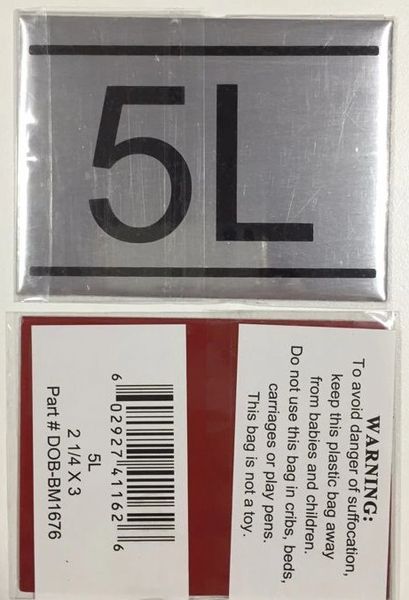 5L
WARNING:
To avoid danger of suffocation,
keep this plastic bag away
from babies and children.
Do not use this bag in cribs, beds,
carriages or play pens.
This bag is not a toy.
6 02927 41162 6
5L
2 1/4 X 3
Part # DOB-BM1676